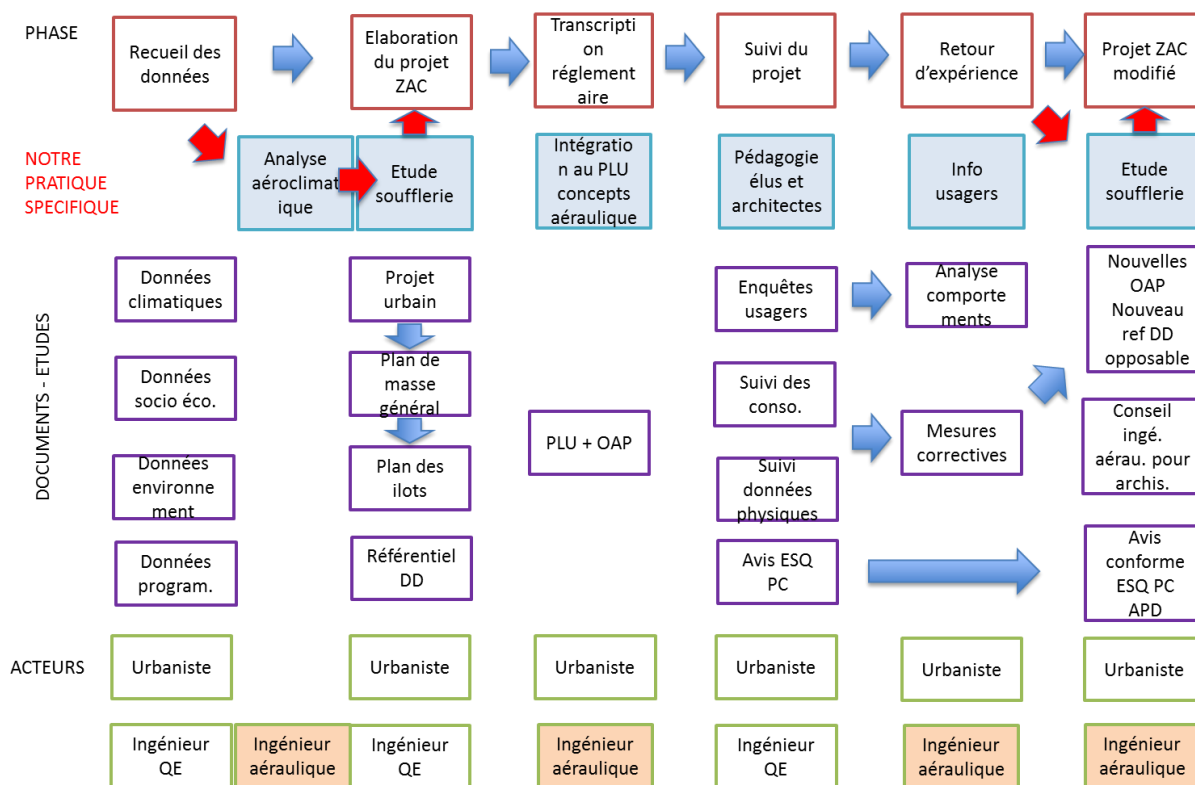 PHASE
Recueil des
données
Elaboration
du projet
ZAC
Transcripti
on
réglement
aire
Suivi du
projet
Retour
d'expérience
Projet ZAC
modifié
NOTRE
PRATIQUE
SPECIFIQUE
Analyse
aéroclimat
ique
Etude
soufflerie
Intégratio
n au PLU
concepts
aéraulique
Pédagogie
élus et
architectes
Info
usagers
Etude
soufflerie
DOCUMENTS - ETUDES
Données
climatiques
Données
socio éco.
Données
environne
ment
Données
program.
Projet
urbain
Plan de
masse
général
Plan des
ilots
Référentiel
DD
PLU + OAP
Enquêtes
usagers
Suivi des
conso.
Suivi
données
physiques
Avis ESQ
PC
Analyse
comporte
ments
Mesures
correctives
Nouvelles
OAP
Nouveau
ref DD
opposable
Conseil
ingé.
aérau. pour
archis.
Avis
conforme
ESQ PC
APD
ACTEURS
Urbaniste
Urbaniste
Urbaniste
Urbaniste
Urbaniste
Urbaniste
Ingénieur
QE
Ingénieur
aéraulique
Ingénieur
QE
Ingénieur
aéraulique
Ingénieur
QE
Ingénieur
aéraulique
Ingénieur
aéraulique